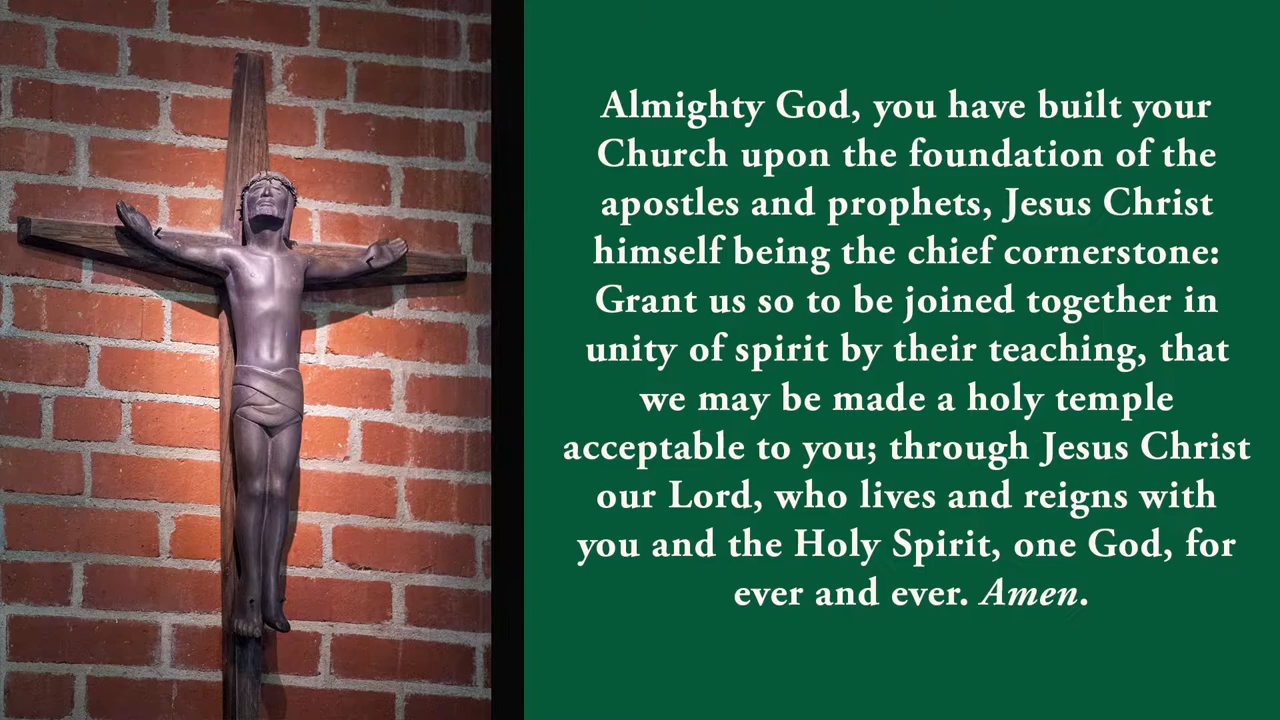 Almighty God, you have built your
Church upon the foundation of the
apostles and prophets, Jesus Christ
himself being the chief cornerstone:
Grant us so to be joined together in
unity of spirit by their teaching, that
we may be made a holy temple
acceptable to you; through Jesus Christ
our Lord, who lives and reigns with
you and the Holy Spirit, one God, for
ever and ever. Amen.